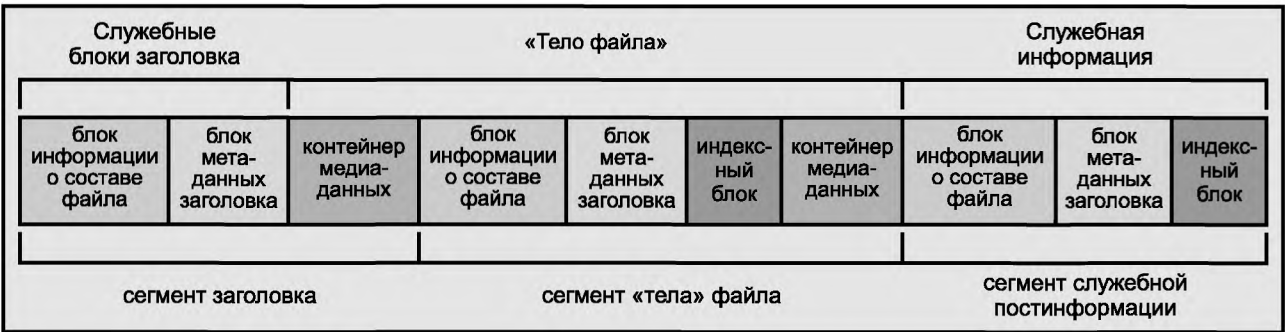 Служебные
блоки заголовка
«Тело файла»
Служебная
информация
блок
информации
о составе
файла
блок
мета-
данных
заголовка
контейнер
медиа-
данных
блок
информации
о составе
файла
блок
мета-
данных
заголовка
индекс-
ный
блок
контейнер
медиа-
данных
блок
информации
о составе
файла
блок
мета-
данных
заголовка
индекс-
ный
блок
сегмент заголовка
сегмент «тела» файла
сегмент служебной
постинформации